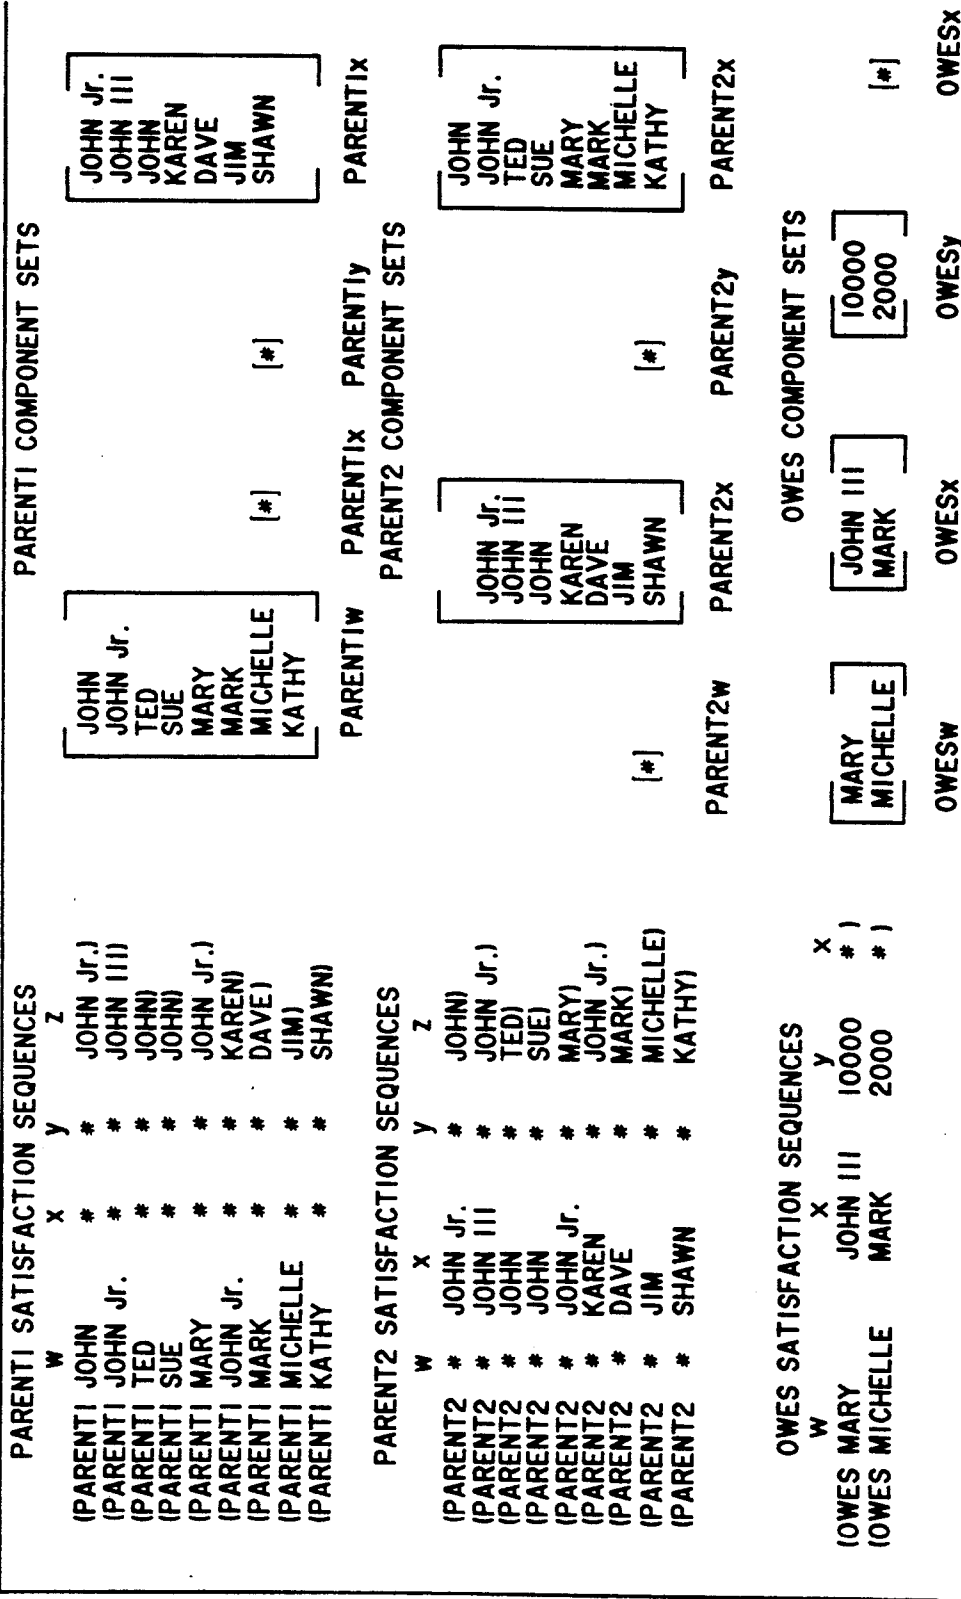 PARENT1 SATISFACTION SEQUENCES
w x y z
(PARENT1 JOHN # # JOHN Jr.)
(PARENT1 JOHN Jr. # # JOHN III)
(PARENT1 TED # # JOHN)
(PARENT1 SUE # # JOHN)
(PARENT1 MARY # # JOHN Jr.)
(PARENT1 JOHN Jr. # # KAREN)
(PARENT1 MARK # # DAVE)
(PARENT1 MICHELLE # # JIM)
(PARENT1 KATHY # # SHAWN)
PARENT1 COMPONENT SETS
JOHN
JOHN Jr.
TED
SUE
MARY
MARK
MICHELLE
KATHY
[#]
[#]
JOHN Jr.
JOHN III
JOHN
KAREN
DAVE
JIM
SHAWN
PARENT1w PARENT1x PARENT1y PARENT1x
PARENT2 SATISFACTION SEQUENCES
w x y z
(PARENT2 # JOHN Jr. # JOHN)
(PARENT2 # JOHN III # JOHN Jr.)
(PARENT2 # JOHN # TED)
(PARENT2 # JOHN # SUE)
(PARENT2 # JOHN Jr. # MARY)
(PARENT2 # KAREN # JOHN Jr.)
(PARENT2 # DAVE # MARK)
(PARENT2 # JIM # MICHELLE)
(PARENT2 # SHAWN # KATHY)
PARENT2 COMPONENT SETS
[#]
JOHN Jr.
JOHN III
JOHN
KAREN
DAVE
JIM
SHAWN
[#]
JOHN
JOHN Jr.
TED
SUE
MARY
MARK
MICHELLE
KATHY
PARENT2w PARENT2x PARENT2y PARENT2x
OWES SATISFACTION SEQUENCES
w x y x
(OWES MARY JOHN III 10000 # )
(OWES MICHELLE MARK 2000 # )
OWES COMPONENT SETS
MARY
MICHELLE
JOHN III
MARK
10000
2000
[#]
OWESw OWESx OWESy OWESx